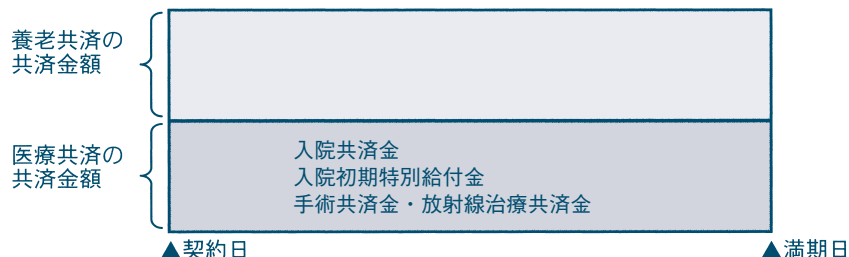 養老共済の
共済金額
医療共済の
共済金額
入院共済金
入院初期特別給付金
手術共済金・放射線治療共済金
▲契約日
▲満期日